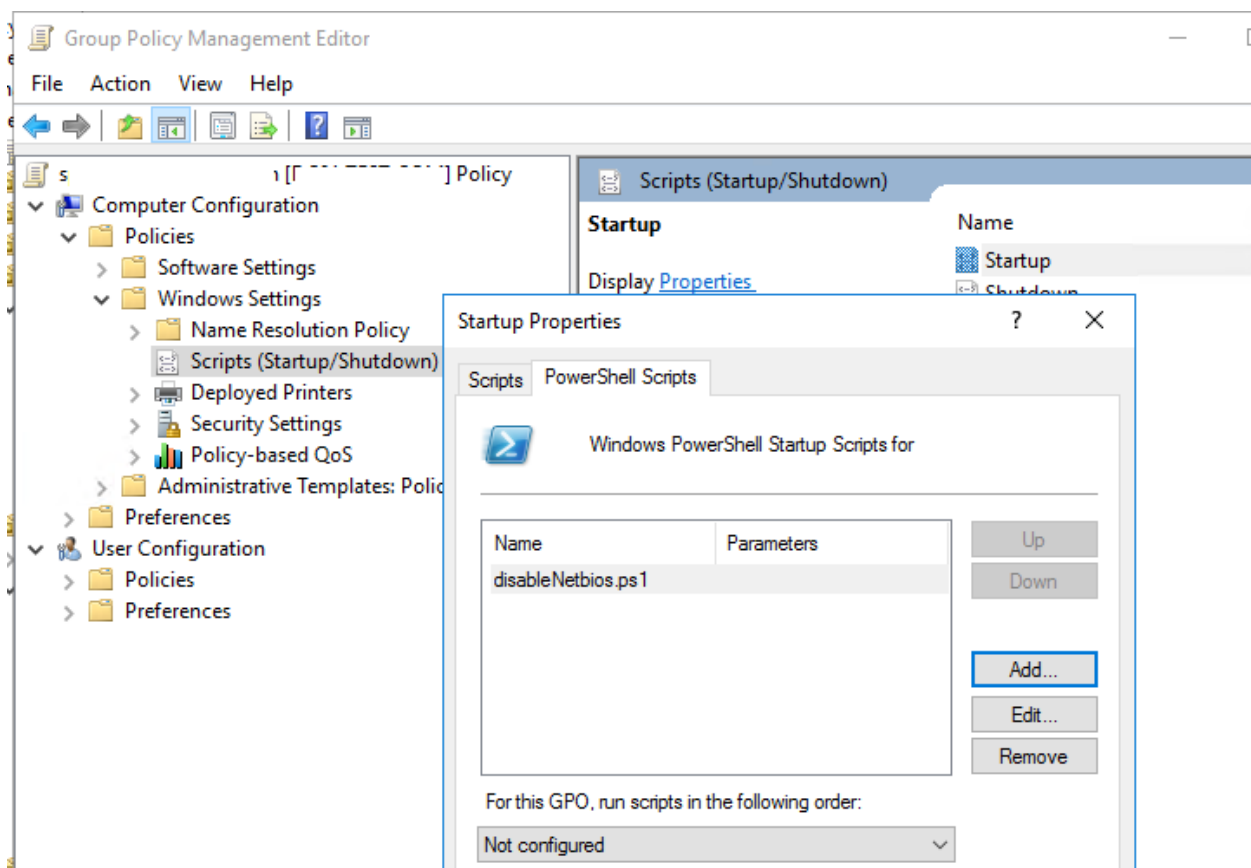 Group Policy Management Editor
File Action View Help
s ] Policy
Computer Configuration
Policies
Software Settings
Windows Settings
Name Resolution Policy
Scripts (Startup/Shutdown)
Deployed Printers
Security Settings
Policy-based QoS
Administrative Templates: Polic
Preferences
User Configuration
Policies
Preferences
Scripts (Startup/Shutdown)
Startup
Display Properties
Name
Startup
Shutdown
Startup Properties
?
Scripts PowerShell Scripts
Windows PowerShell Startup Scripts for
Name Parameters
disableNetbios.ps1
Up
Down
Add...
Edit...
Remove
For this GPO, run scripts in the following order:
Not configured